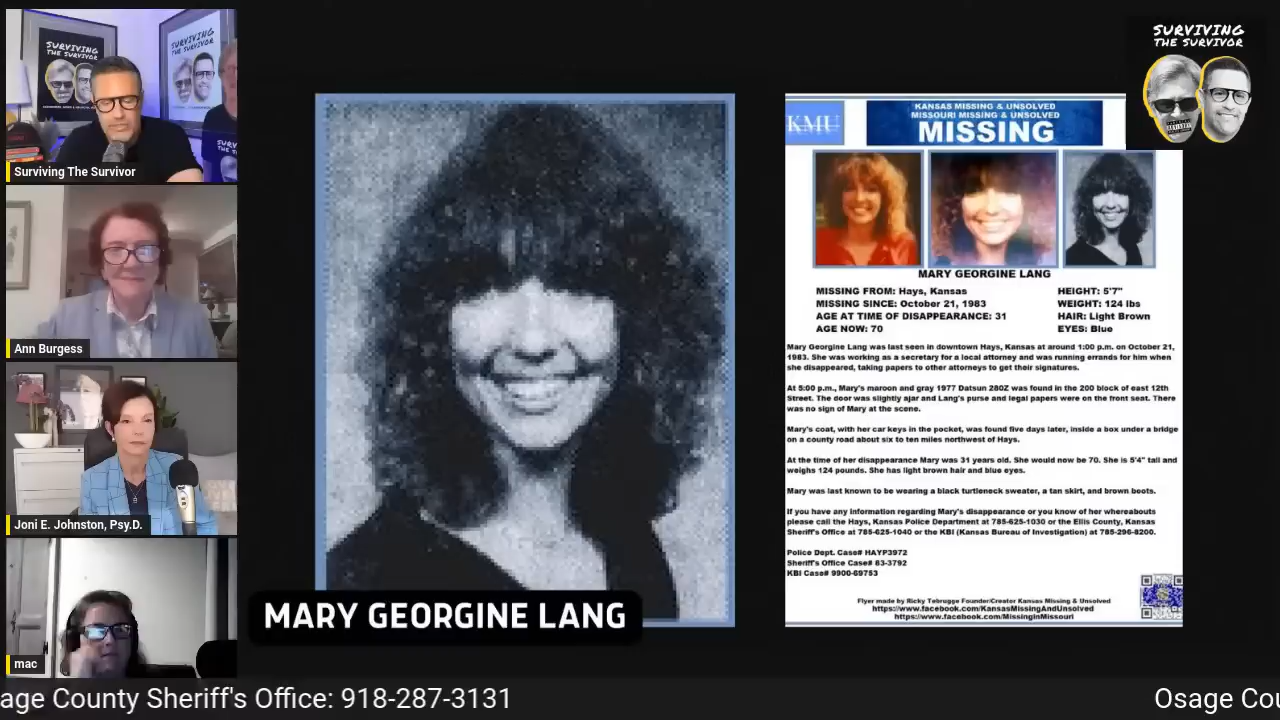 SURVIVING
THE SURVIVOR
SURVIVING
THE SURVIVOR
Surviving The Survivor
Ann Burgess
Joni E. Johnston, Psy.D.
mac
SURVIVING
THE SURVIVOR
MARY GEORGINE LANG
KMU
KANSAS MISSING & UNSOLVED
MISSOURI MISSING & UNSOLVED
MISSING
MARY GEORGINE LANG
MISSING FROM: Hays, Kansas
MISSING SINCE: October 21, 1983
AGE AT TIME OF DISAPPEARANCE: 31
AGE NOW: 70
HEIGHT: 5'7"
WEIGHT: 124 lbs
HAIR: Light Brown
EYES: Blue
Mary Georgine Lang was last seen in downtown Hays, Kansas at around 1:00 p.m. on October 21,
1983. She was working as a secretary for a local attorney and was running errands for him when
she disappeared, taking papers to other attorneys to get their signatures.
At 5:00 p.m., Mary's maroon and gray 1977 Datsun 280Z was found in the 200 block of east 12th
Street. The door was slightly ajar and Lang's purse and legal papers were on the front seat. There
was no sign of Mary at the scene.
Mary's coat, with her car keys in the pocket, was found five days later, inside a box under a bridge
on a county road about six to ten miles northwest of Hays.
At the time of her disappearance Mary was 31 years old. She would now be 70. She is 5'4" tall and
weighs 124 pounds. She has light brown hair and blue eyes.
Mary was last known to be wearing a black turtleneck sweater, a tan skirt, and brown boots.
If you have any information regarding Mary's disappearance or you know of her whereabouts
please call the Hays, Kansas Police Department at 785-625-1030 or the Ellis County, Kansas
Sheriff's Office at 785-625-1040 or the KBI (Kansas Bureau of Investigation) at 785-296-8200.
Police Dept. Case# HAYP3972
Sheriff's Office Case# 83-3792
KBI Case# 9900-69753
Flyer made by Ricky Tebrugge Founder/Creator Kansas Missing & Unsolved
https://www.facebook.com/KansasMissingAndUnsolved
https://www.facebook.com/MissingInMissouri
age County Sheriff's Office: 918-287-3131
Osage Cou